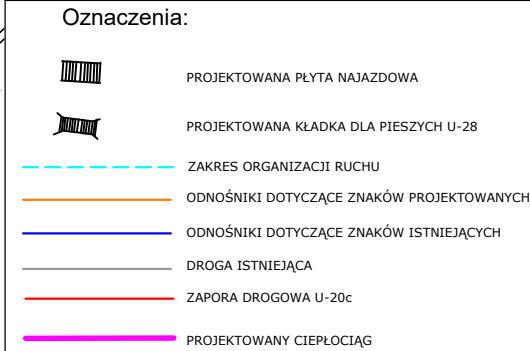 Oznaczenia:
PROJEKTOWANA PŁYTA NAJAZDOWA
PROJEKTOWANA KŁADKA DLA PIESZYCH U-28
ZAKRES ORGANIZACJI RUCHU
ODNOŚNIKI DOTYCZĄCE ZNAKÓW PROJEKTOWANYCH
ODNOŚNIKI DOTYCZĄCE ZNAKÓW ISTNIEJĄCYCH
DROGA ISTNIEJĄCA
ZAPORA DROGOWA U-20c
PROJEKTOWANY CIEPŁOCIĄG